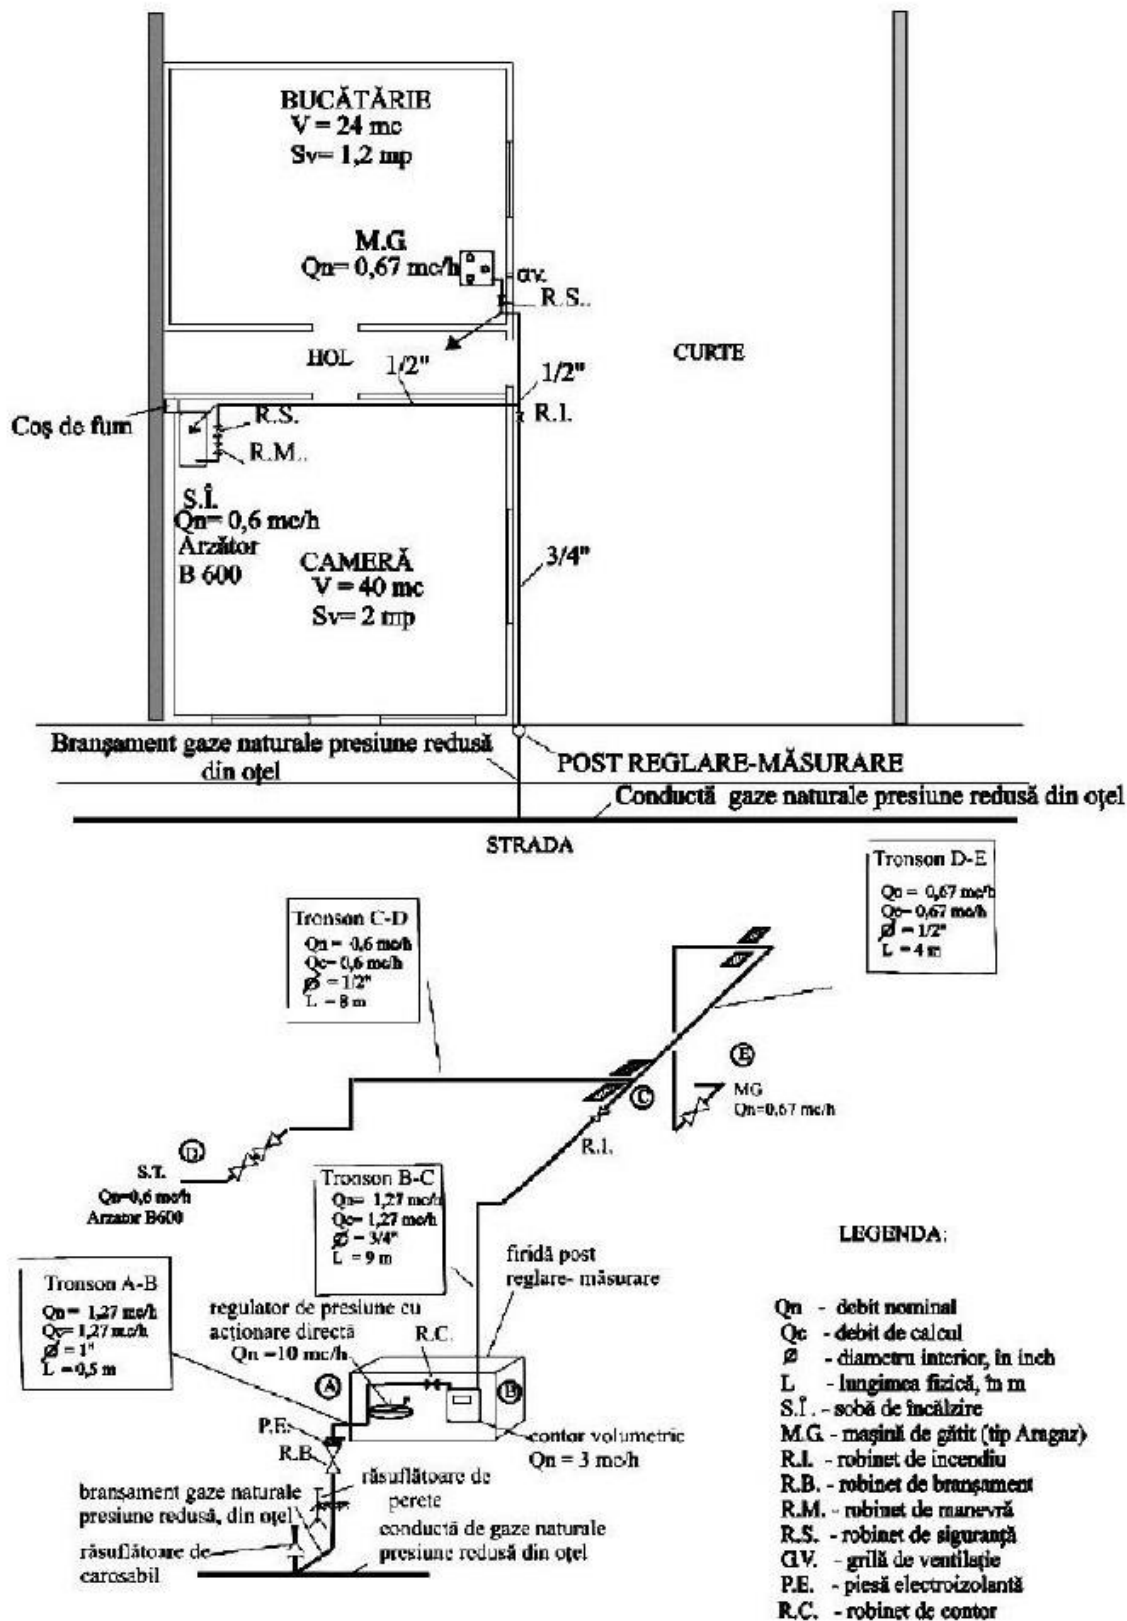 BUCĂTĂRIE
V = 24 mc
Sv= 1,2 mp
M.G.
Qn= 0,67 mc/h
G.V.
R.S..
HOL
1/2"
1/2"
CURTE
R.I.
Coş de fum
R.S.
R.M..
S.Î.
Qn= 0,6 mc/h
Arzător
B 600
CAMERĂ
V = 40 mc
Sv= 2 mp
3/4"
Branşament gaze naturale presiune redusă
din oţel
POST REGLARE-MĂSURARE
Conductă gaze naturale presiune redusă din oţel
STRADA
Tronson D-E
Qn = 0,67 mc/h
Qc= 0,67 mc/h
Ø = 1/2"
L = 4 m
Tronson C-D
Qn = 0,6 mc/h
Qc= 0,6 mc/h
Ø = 1/2"
L = 8 m
E
MG
Qn=0,67 mc/h
C
R.I.
D
S.T.
Qn=0,6 mc/h
Arzator B600
Tronson B-C
Qn= 1,27 mc/h
Qc= 1,27 mc/h
Ø = 3/4"
L = 9 m
firidă post
reglare- măsurare
Tronson A-B
Qn = 1,27 mc/h
Qc= 1,27 mc/h
Ø = 1"
L = 0,5 m
regulator de presiune cu
acţionare directă
Qn =10 mc/h
R.C.
A
B
P.E.
R.B.
contor volumetric
Qn = 3 mc/h
branşament gaze naturale
presiune redusă, din oţel
răsuflătoare de
perete
răsuflătoare de
carosabil
conductă de gaze naturale
presiune redusă din oţel
LEGENDA:
Qn - debit nominal
Qc - debit de calcul
Ø - diametru interior, în inch
L - lungimea fizică, în m
S.Î. - sobă de încălzire
M.G. - maşină de gătit (tip Aragaz)
R.I. - robinet de incendiu
R.B. - robinet de branşament
R.M. - robinet de manevră
R.S. - robinet de siguranţă
G.V. - grilă de ventilaţie
P.E. - piesă electroizolantă
R.C. - robinet de contor